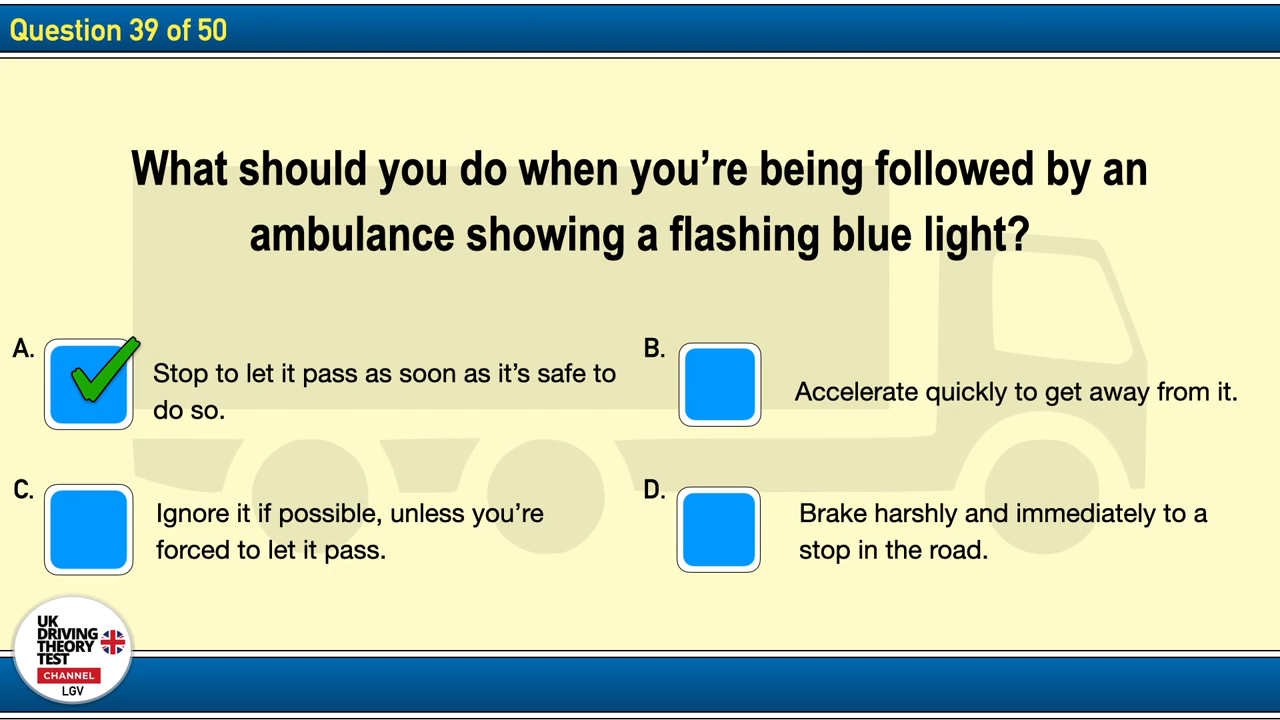 Question 39 of 50
What should you do when you're being followed by an
ambulance showing a flashing blue light?
A.
Stop to let it pass as soon as it's safe to
do so.
B.
Accelerate quickly to get away from it.
C.
Ignore it if possible, unless you're
forced to let it pass.
D.
Brake harshly and immediately to a
stop in the road.
UK
DRIVING
THEORY
TEST
CHANNEL
LGV